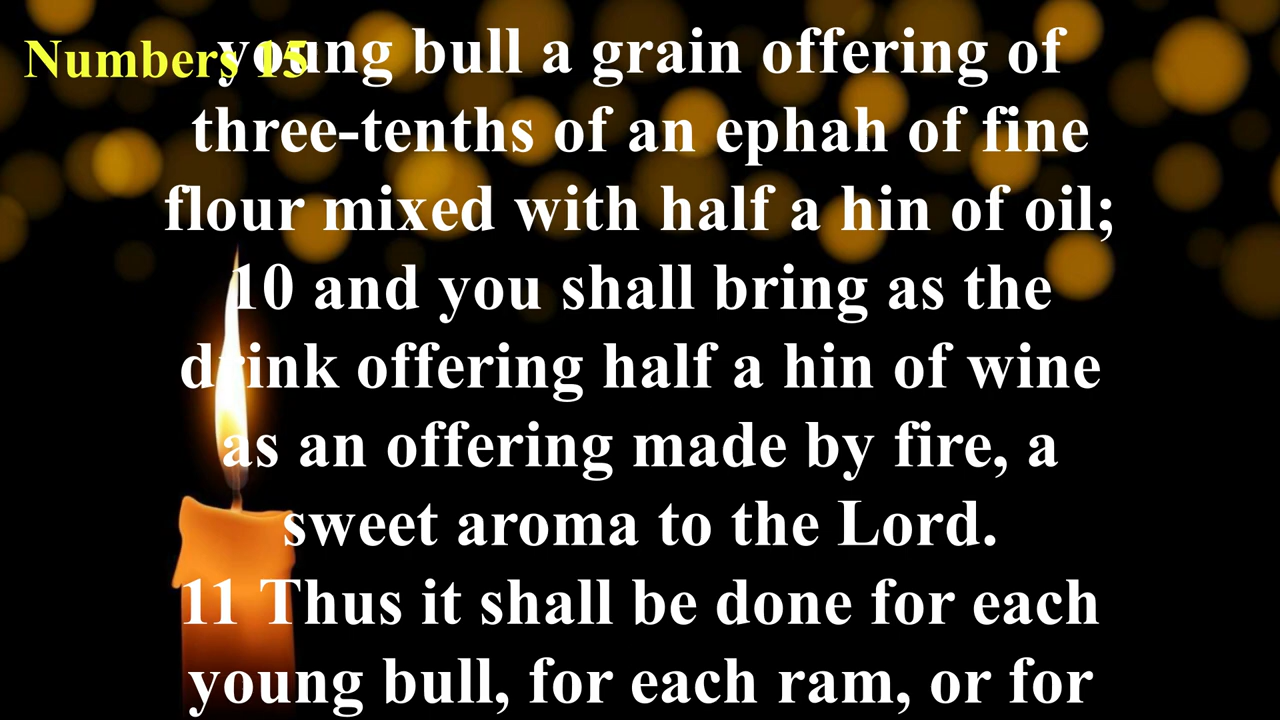 Numbers 15
young bull a grain offering of
three-tenths of an ephah of fine
flour mixed with half a hin of oil;
10 and you shall bring as the
drink offering half a hin of wine
as an offering made by fire, a
sweet aroma to the Lord.
11 Thus it shall be done for each
young bull, for each ram, or for